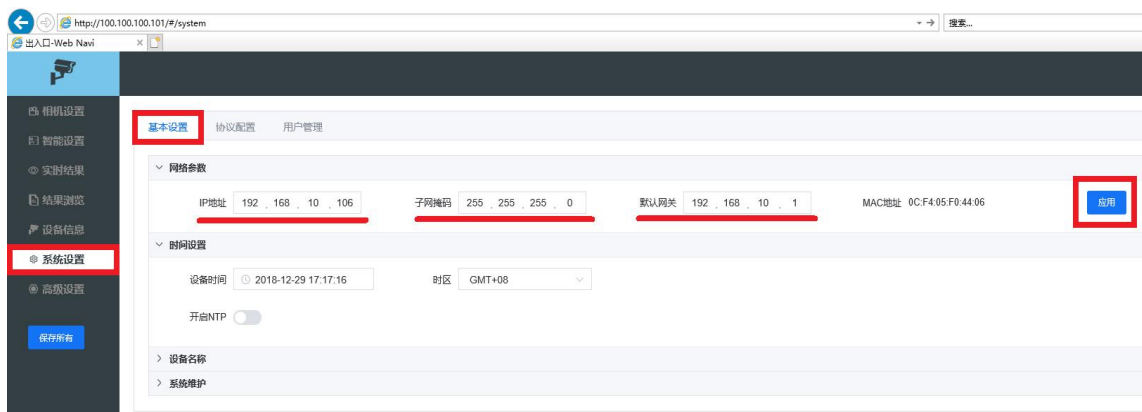 http://100.100.100.101/#/system
搜索...
出入口-Web Navi
相机设置
智能设置
实时结果
结果浏览
设备信息
系统设置
高级设置
保存所有
基本设置 协议配置 用户管理
网络参数
IP地址 192 . 168 . 10 . 106 子网掩码 255 . 255 . 255 . 0 默认网关 192 . 168 . 10 . 1 MAC地址 0C:F4:05:F0:44:06 应用
时间设置
设备时间 2018-12-29 17:17:16 时区 GMT+08
开启NTP
设备名称
系统维护